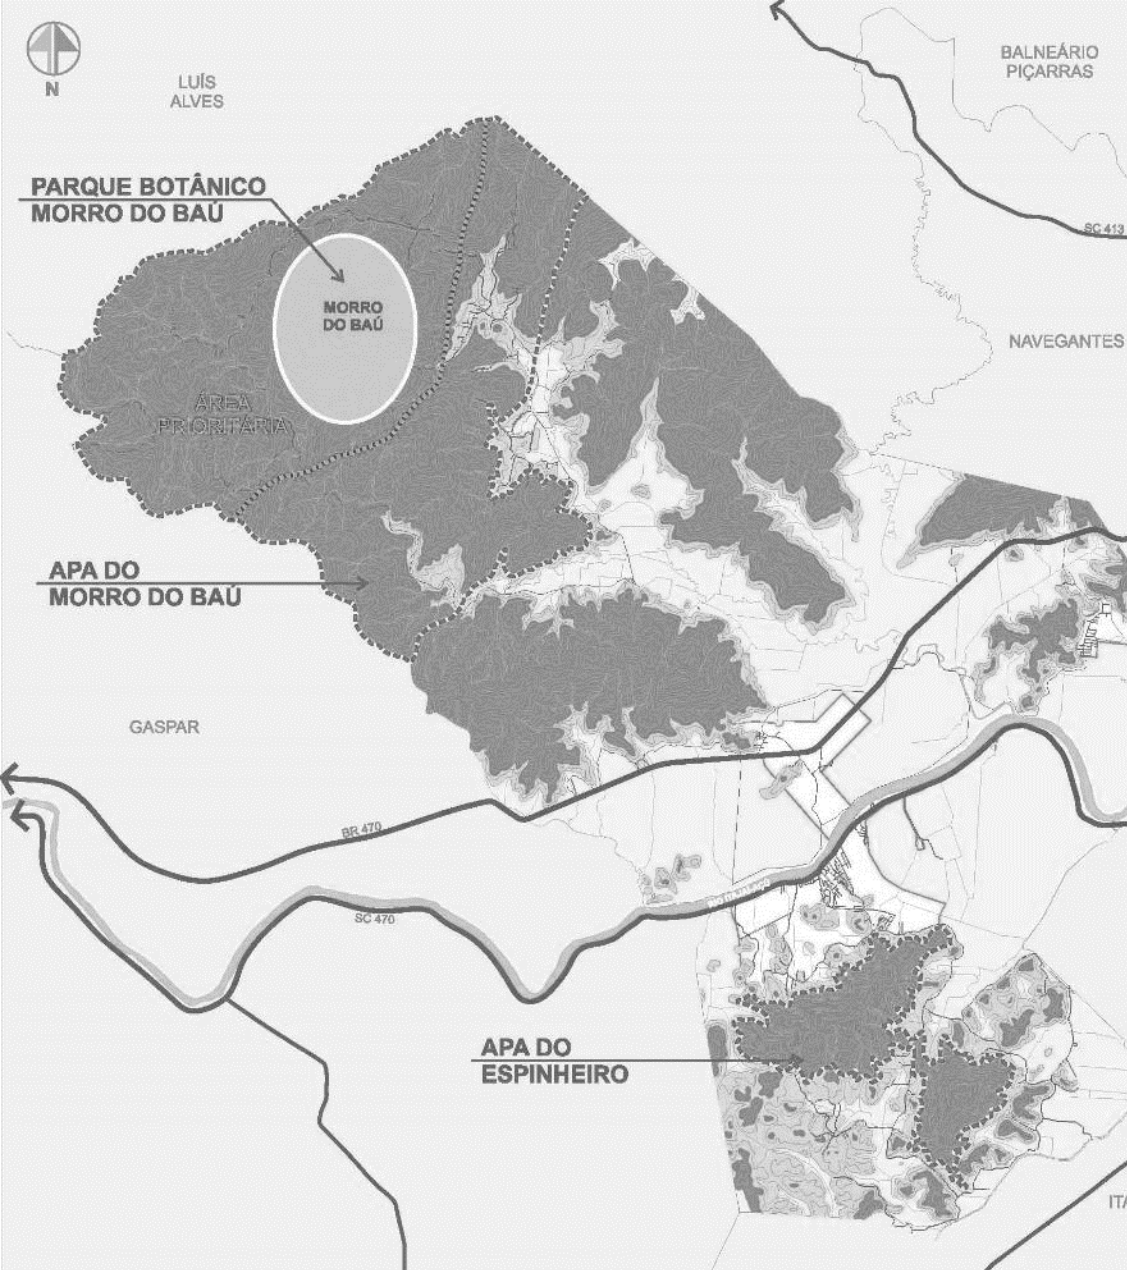 BALNEÁRIO
PIÇARRAS
LUÍS
ALVES
N
PARQUE BOTÂNICO
MORRO DO BAÚ
SC 413
MORRO
DO BAÚ
NAVEGANTES
ÁREA
PRIORITÁRIA
APA DO
MORRO DO BAÚ
GASPAR
BR 470
SC 470
APA DO
ESPINHEIRO
ITA